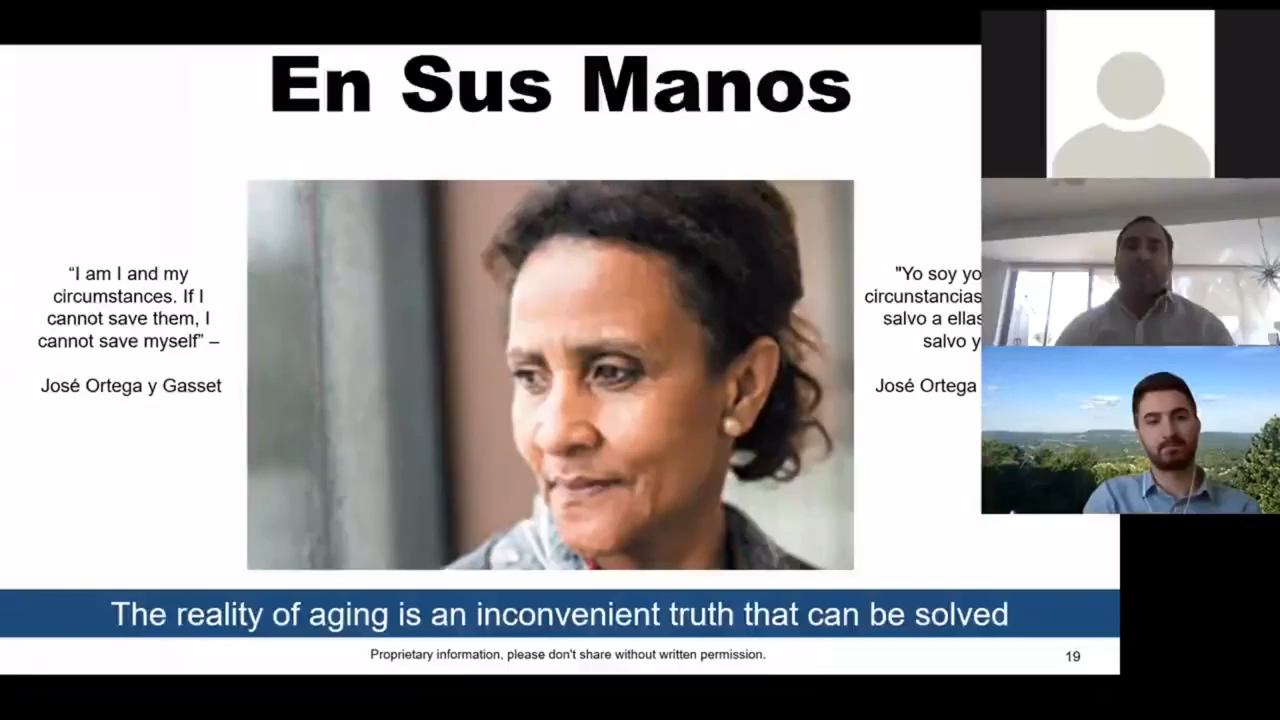 En Sus Manos
“I am I and my
circumstances. If I
cannot save them, I
cannot save myself” –
José Ortega y Gasset
"Yo soy yo
circunstancias
salvo a ellas
salvo y
José Ortega
The reality of aging is an inconvenient truth that can be solved
Proprietary information, please don't share without written permission.
19